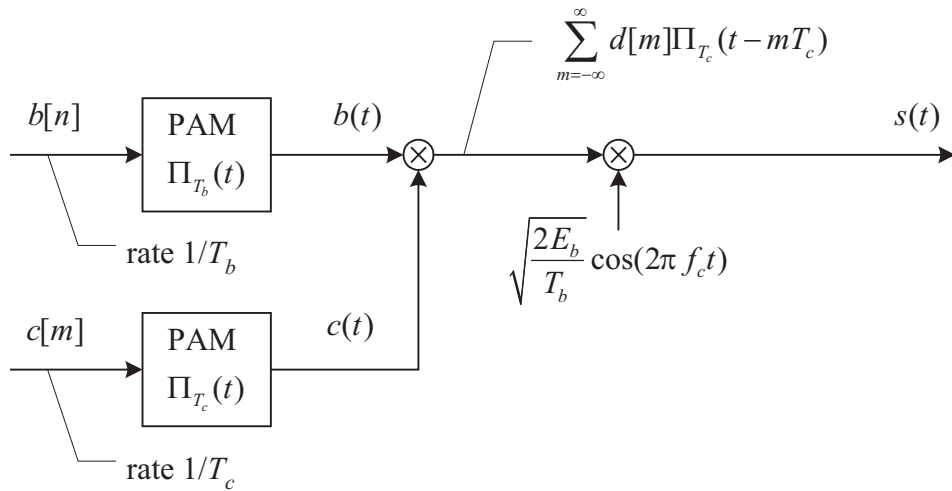 ∑_{m=-∞}^{∞} d[m]Π_{T_c}(t − mT_c)
b[n]
PAM
Π_{T_b}(t)
b(t)
s(t)
rate 1/T_b
√(2E_b/T_b) cos(2π f_c t)
c[m]
PAM
Π_{T_c}(t)
c(t)
rate 1/T_c